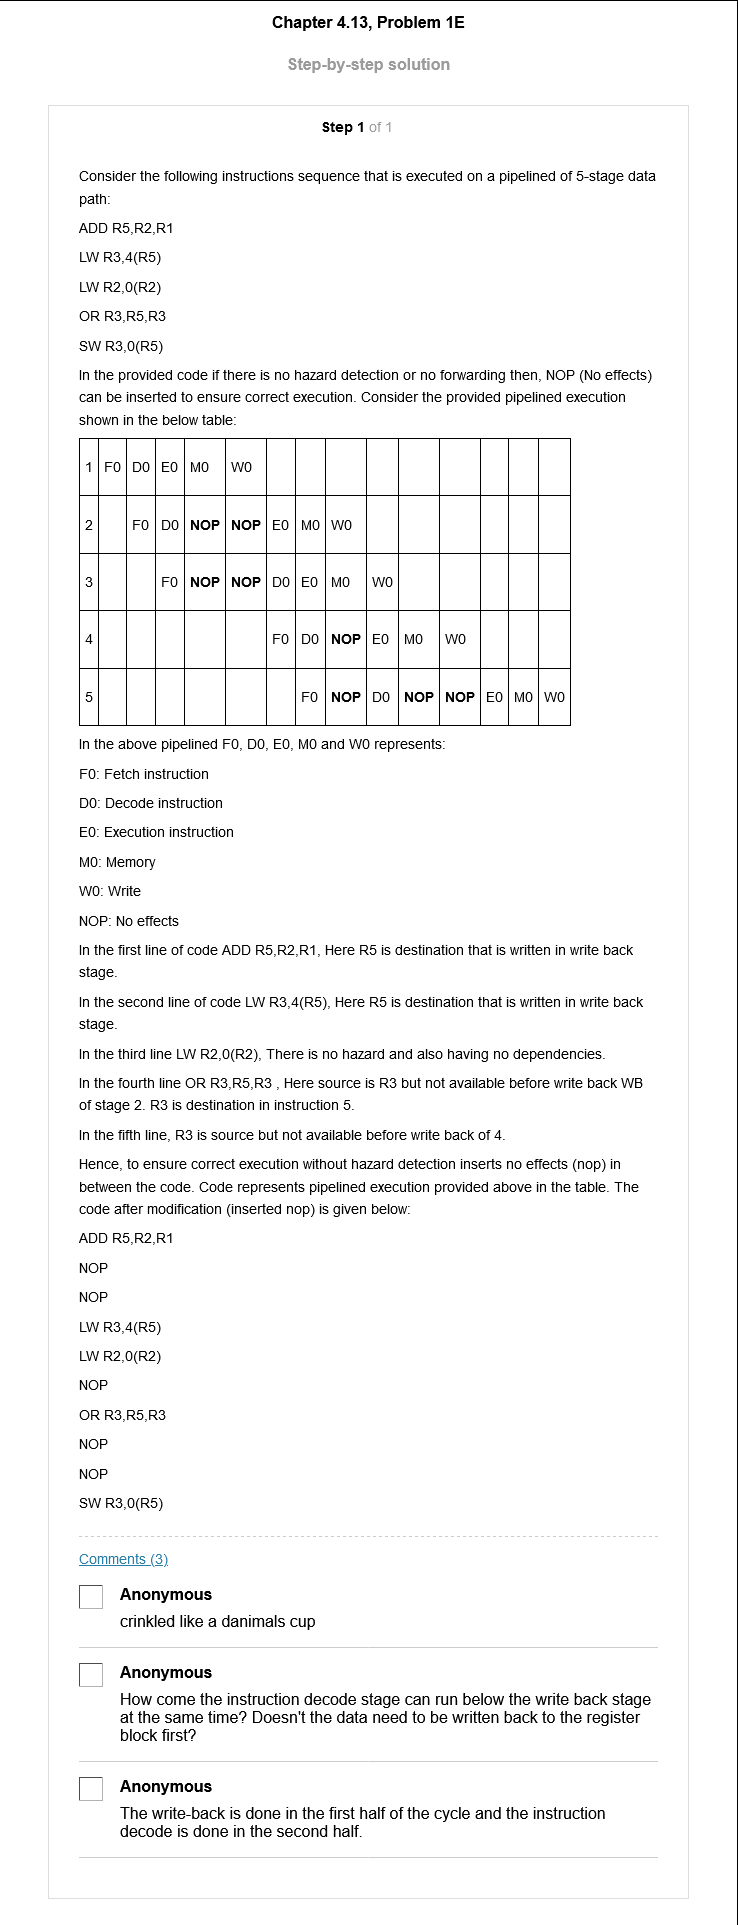 Chapter 4.13, Problem 1E
Step-by-step solution
Step 1 of 1
Consider the following instructions sequence that is executed on a pipelined of 5-stage data
path:
ADD R5,R2,R1
LW R3,4(R5)
LW R2,0(R2)
OR R3,R5,R3
SW R3,0(R5)
In the provided code if there is no hazard detection or no forwarding then, NOP (No effects)
can be inserted to ensure correct execution. Consider the provided pipelined execution
shown in the below table:
1 F0 D0 E0 M0 W0
2 F0 D0 NOP NOP E0 M0 W0
3 F0 NOP NOP D0 E0 M0 W0
4 F0 D0 NOP E0 M0 W0
5 F0 NOP D0 NOP NOP E0 M0 W0
In the above pipelined F0, D0, E0, M0 and W0 represents:
F0: Fetch instruction
D0: Decode instruction
E0: Execution instruction
M0: Memory
W0: Write
NOP: No effects
In the first line of code ADD R5,R2,R1, Here R5 is destination that is written in write back
stage.
In the second line of code LW R3,4(R5), Here R5 is destination that is written in write back
stage.
In the third line LW R2,0(R2), There is no hazard and also having no dependencies.
In the fourth line OR R3,R5,R3 , Here source is R3 but not available before write back WB
of stage 2. R3 is destination in instruction 5.
In the fifth line, R3 is source but not available before write back of 4.
Hence, to ensure correct execution without hazard detection inserts no effects (nop) in
between the code. Code represents pipelined execution provided above in the table. The
code after modification (inserted nop) is given below:
ADD R5,R2,R1
NOP
NOP
LW R3,4(R5)
LW R2,0(R2)
NOP
OR R3,R5,R3
NOP
NOP
SW R3,0(R5)
Comments (3)
Anonymous
crinkled like a danimals cup
Anonymous
How come the instruction decode stage can run below the write back stage
at the same time? Doesn't the data need to be written back to the register
block first?
Anonymous
The write-back is done in the first half of the cycle and the instruction
decode is done in the second half.